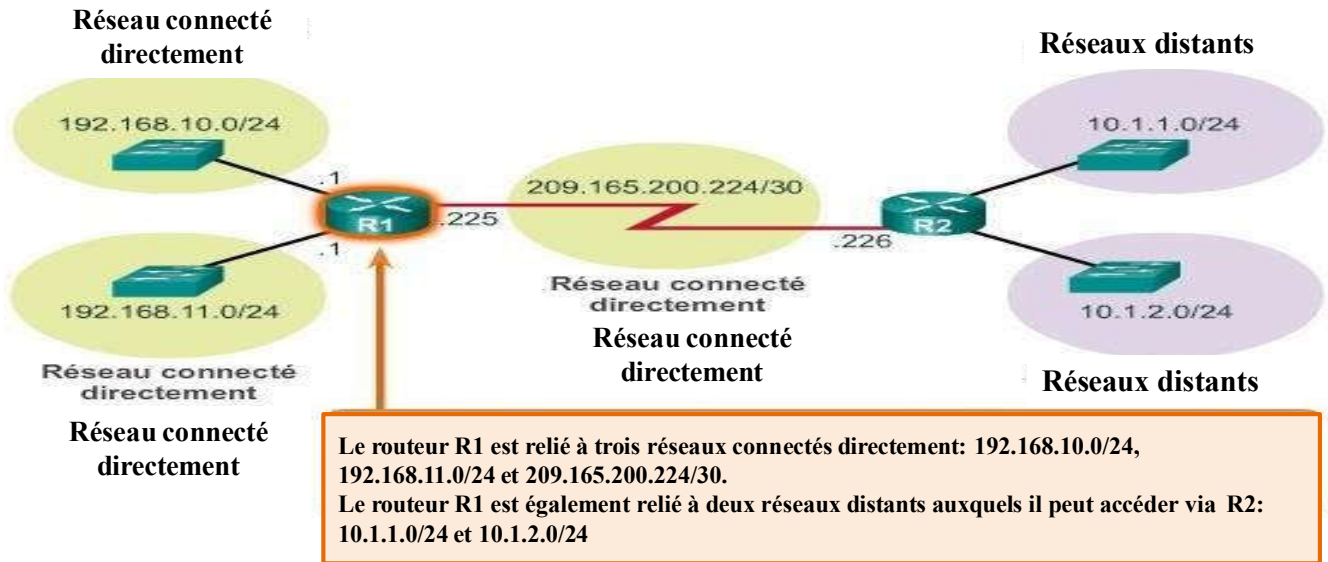 Réseau connecté
directement
192.168.10.0/24
.1
R1
.225
.1
192.168.11.0/24
Réseau connecté
directement
Réseau connecté
directement
209.165.200.224/30
.226
Réseau connecté
directement
Réseau connecté
directement
Réseaux distants
10.1.1.0/24
R2
10.1.2.0/24
Réseaux distants
Le routeur R1 est relié à trois réseaux connectés directement: 192.168.10.0/24,
192.168.11.0/24 et 209.165.200.224/30.
Le routeur R1 est également relié à deux réseaux distants auxquels il peut accéder via R2:
10.1.1.0/24 et 10.1.2.0/24